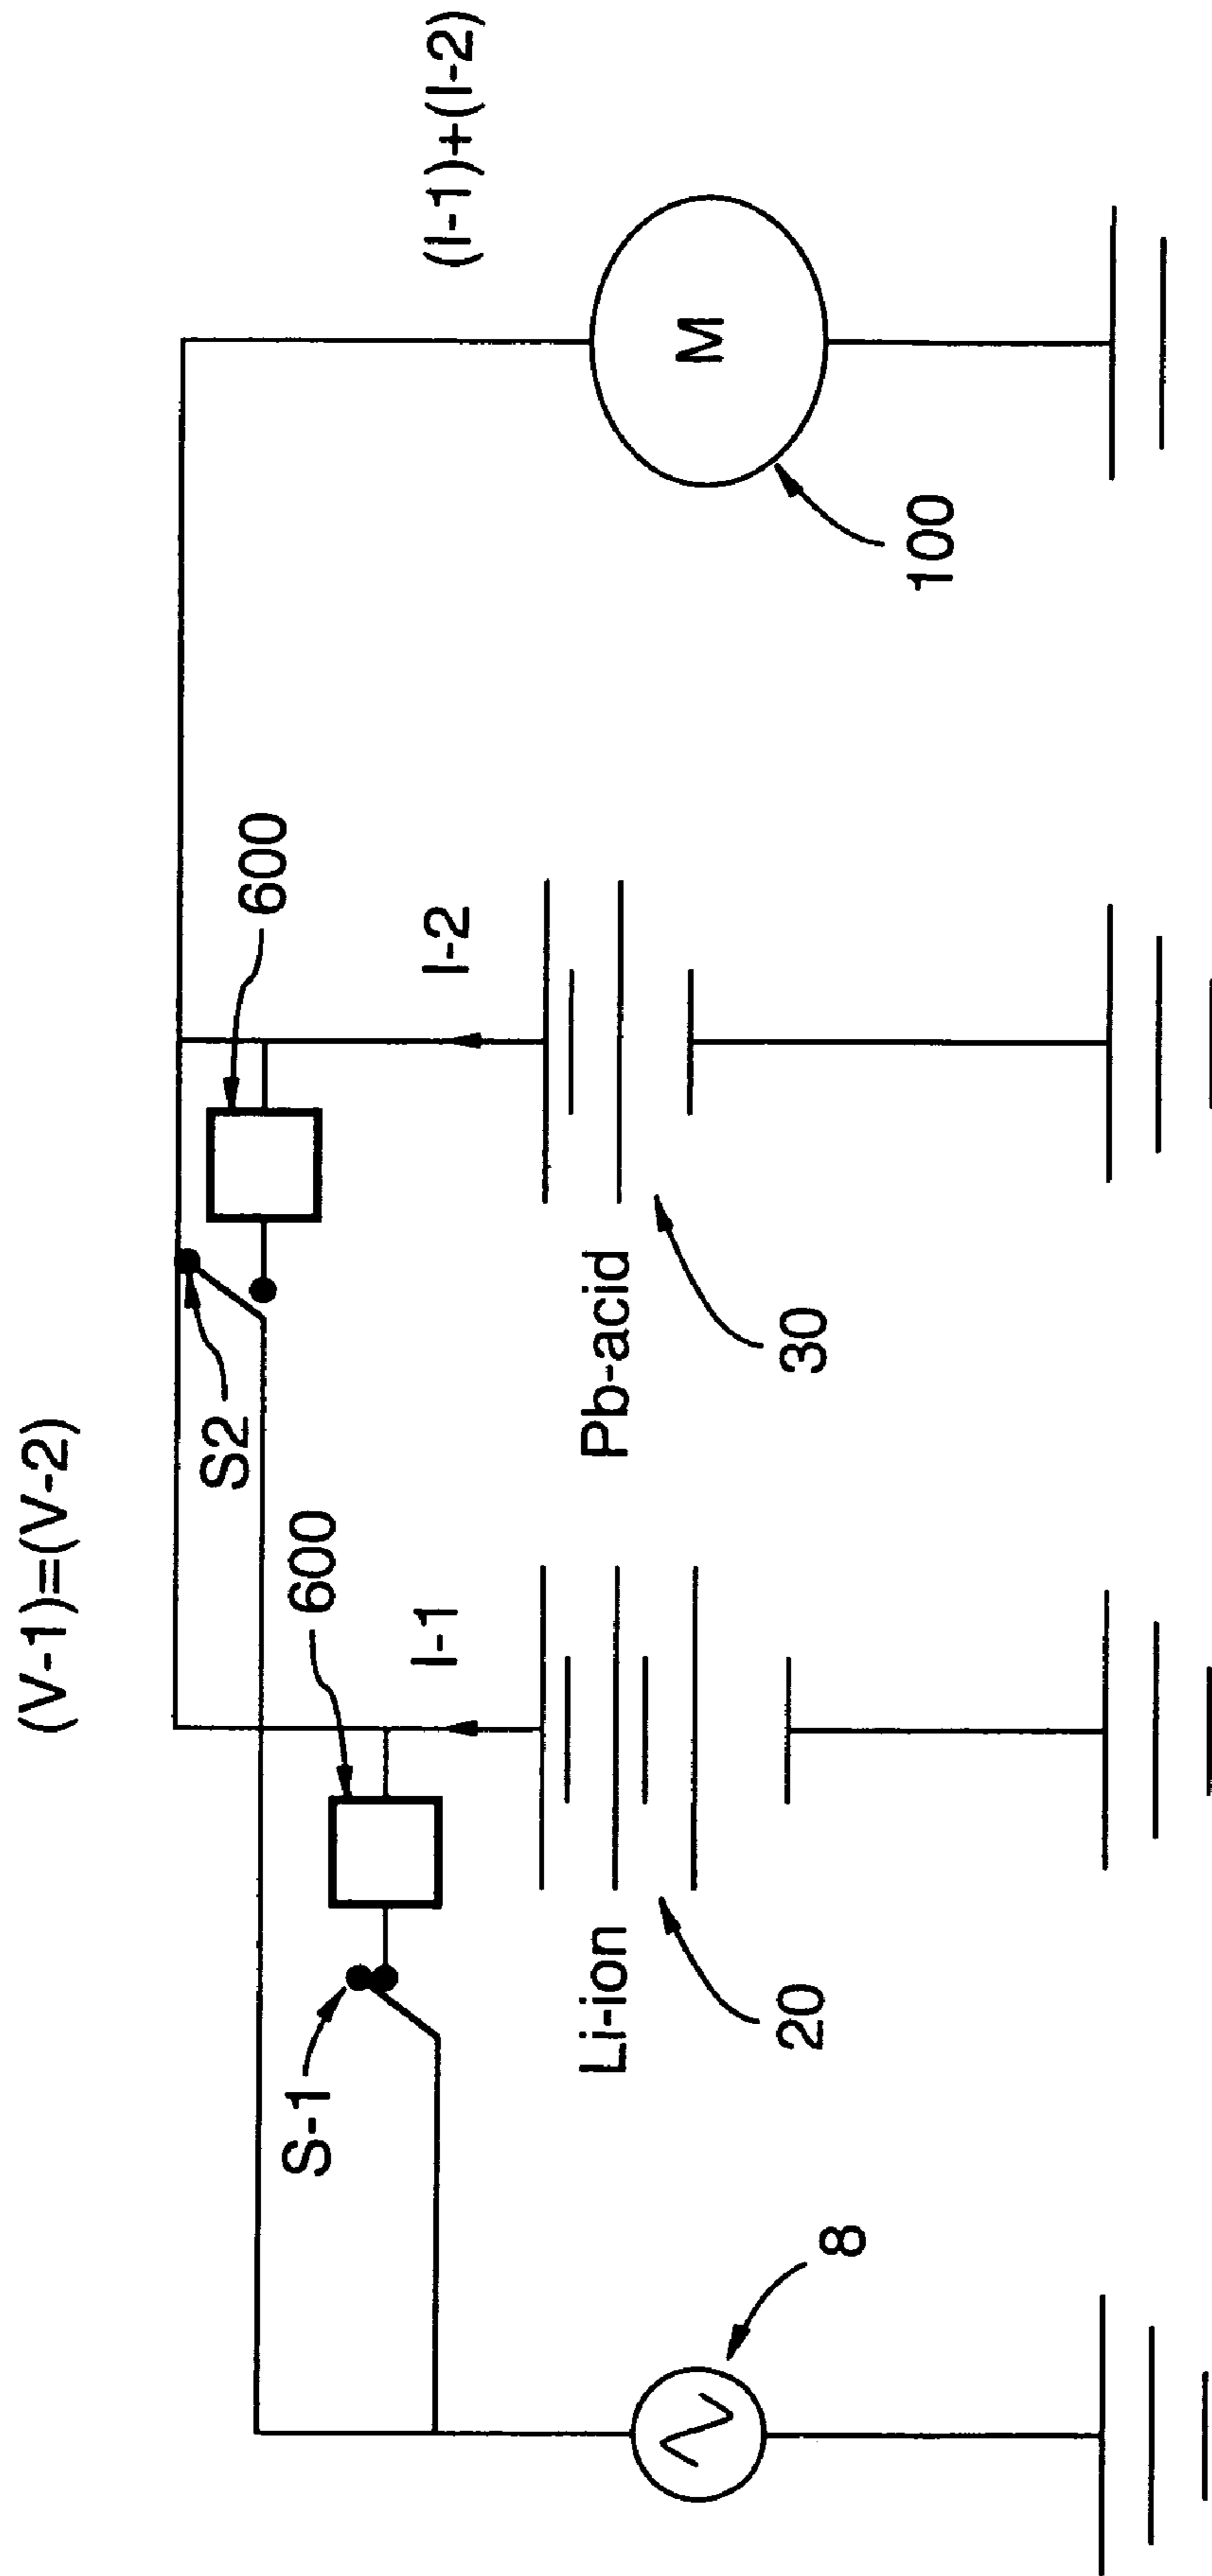 (V-1)=(V-2)
S2
600
600
S-1
I-1
I-2
(I-1)+(I-2)
Li-ion
Pb-acid
M
8
20
30
100